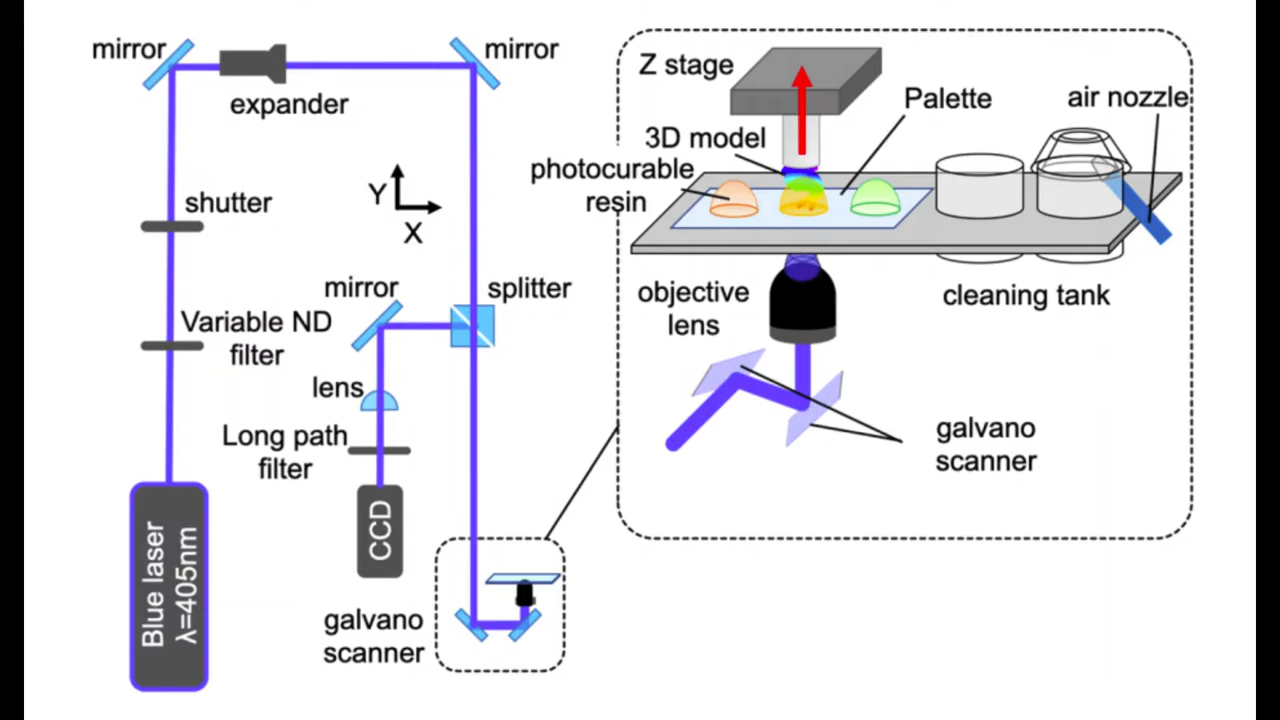 mirror
expander
mirror
shutter
Y
X
mirror
splitter
Variable ND
filter
lens
Long path
filter
CCD
Blue laser
λ=405nm
galvano
scanner
Z stage
Palette
air nozzle
3D model
photocurable
resin
objective
lens
cleaning tank
galvano
scanner